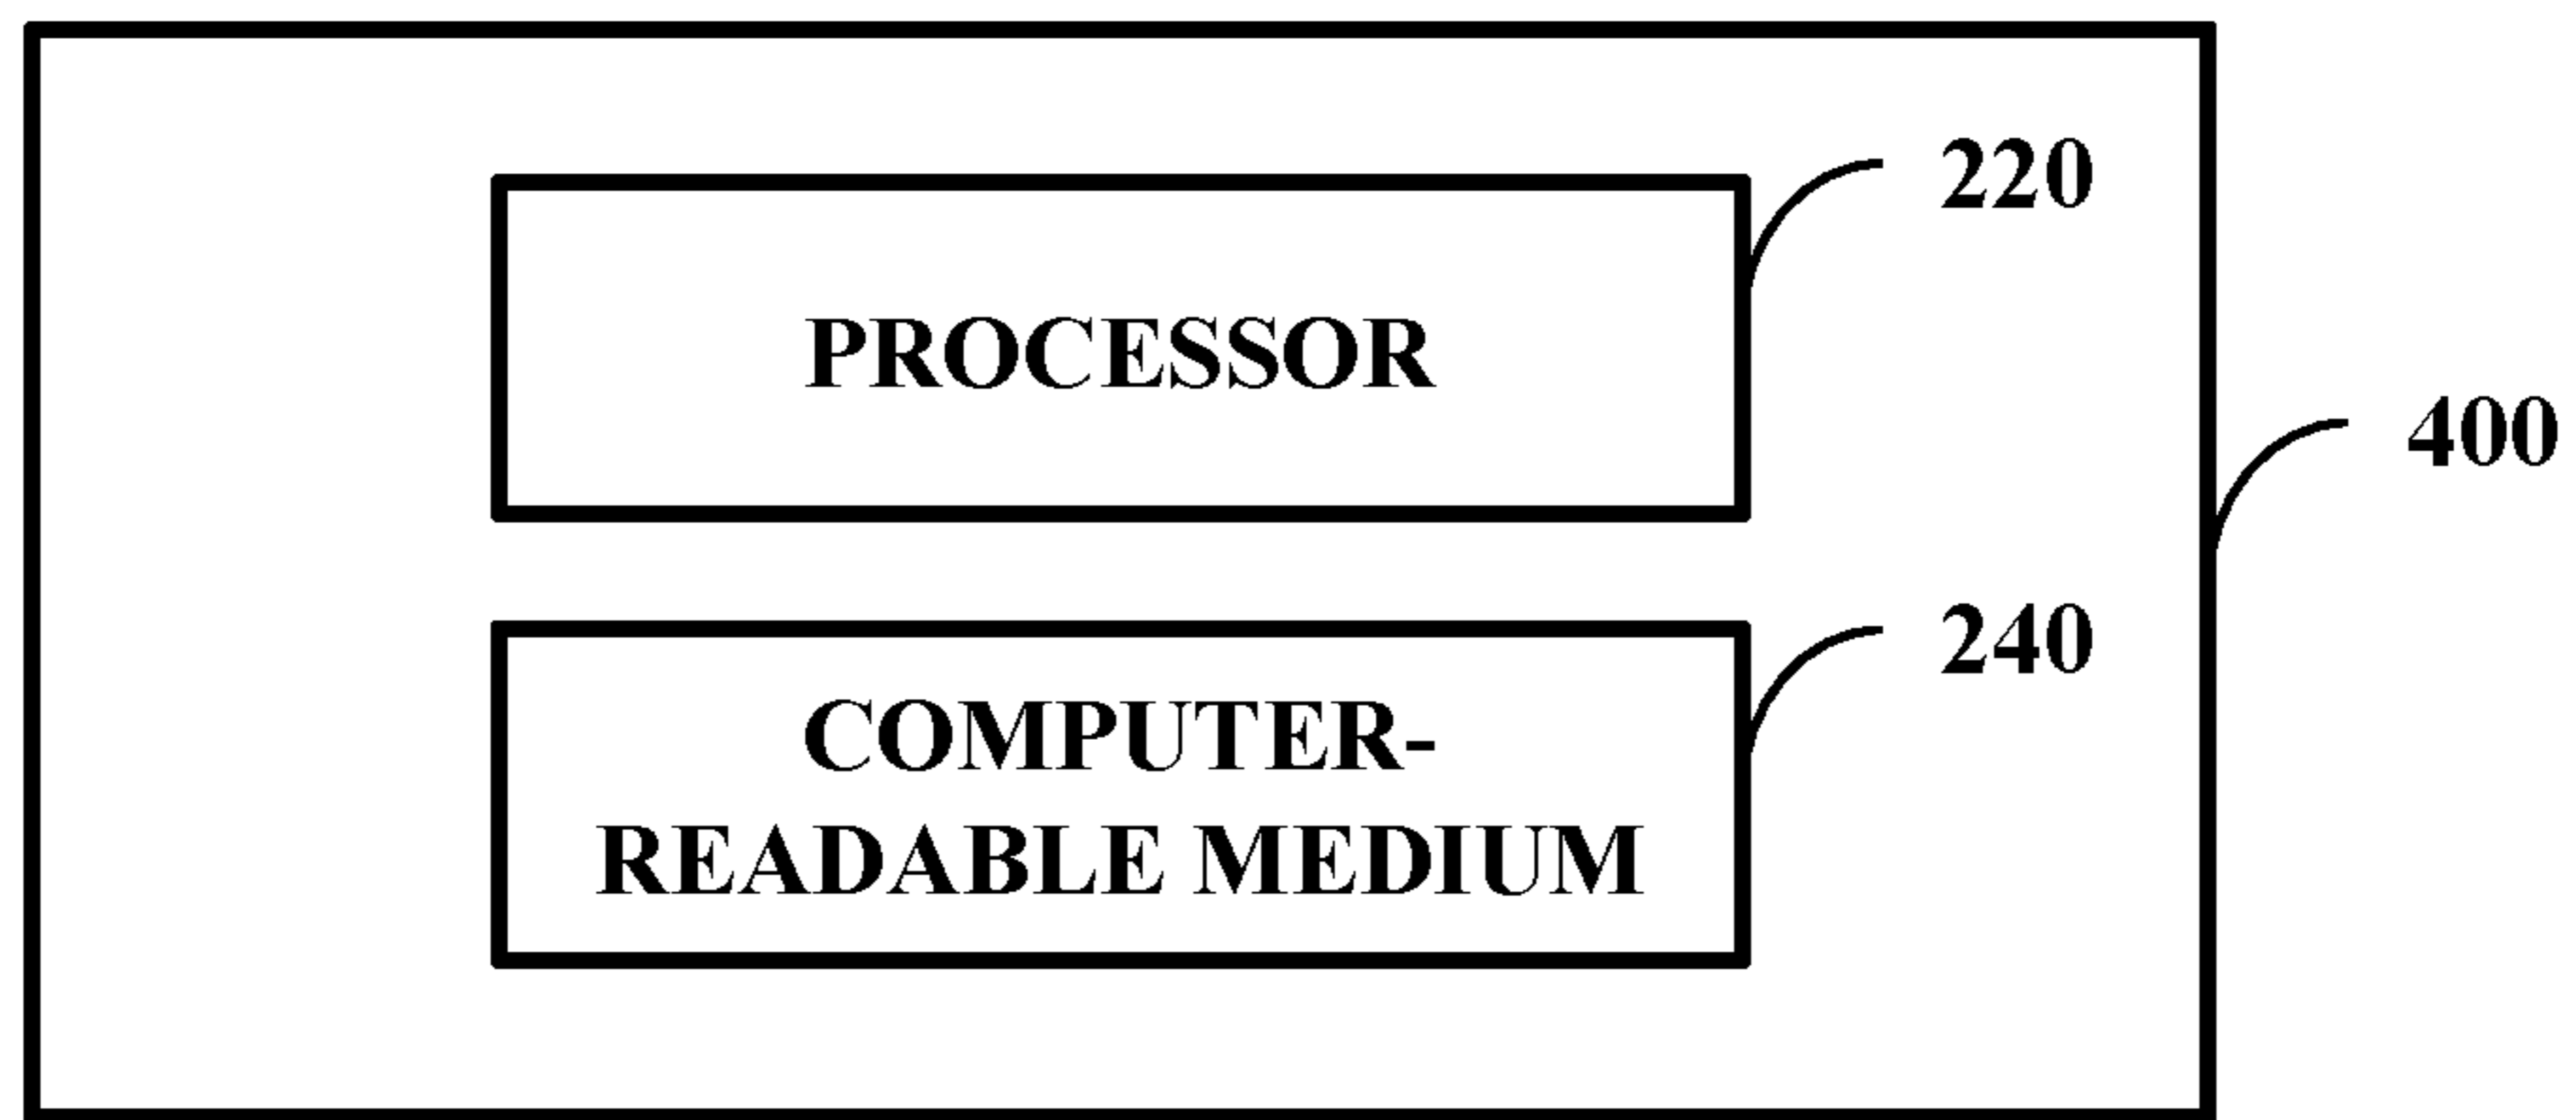 220
PROCESSOR
400
240
COMPUTER-
READABLE MEDIUM